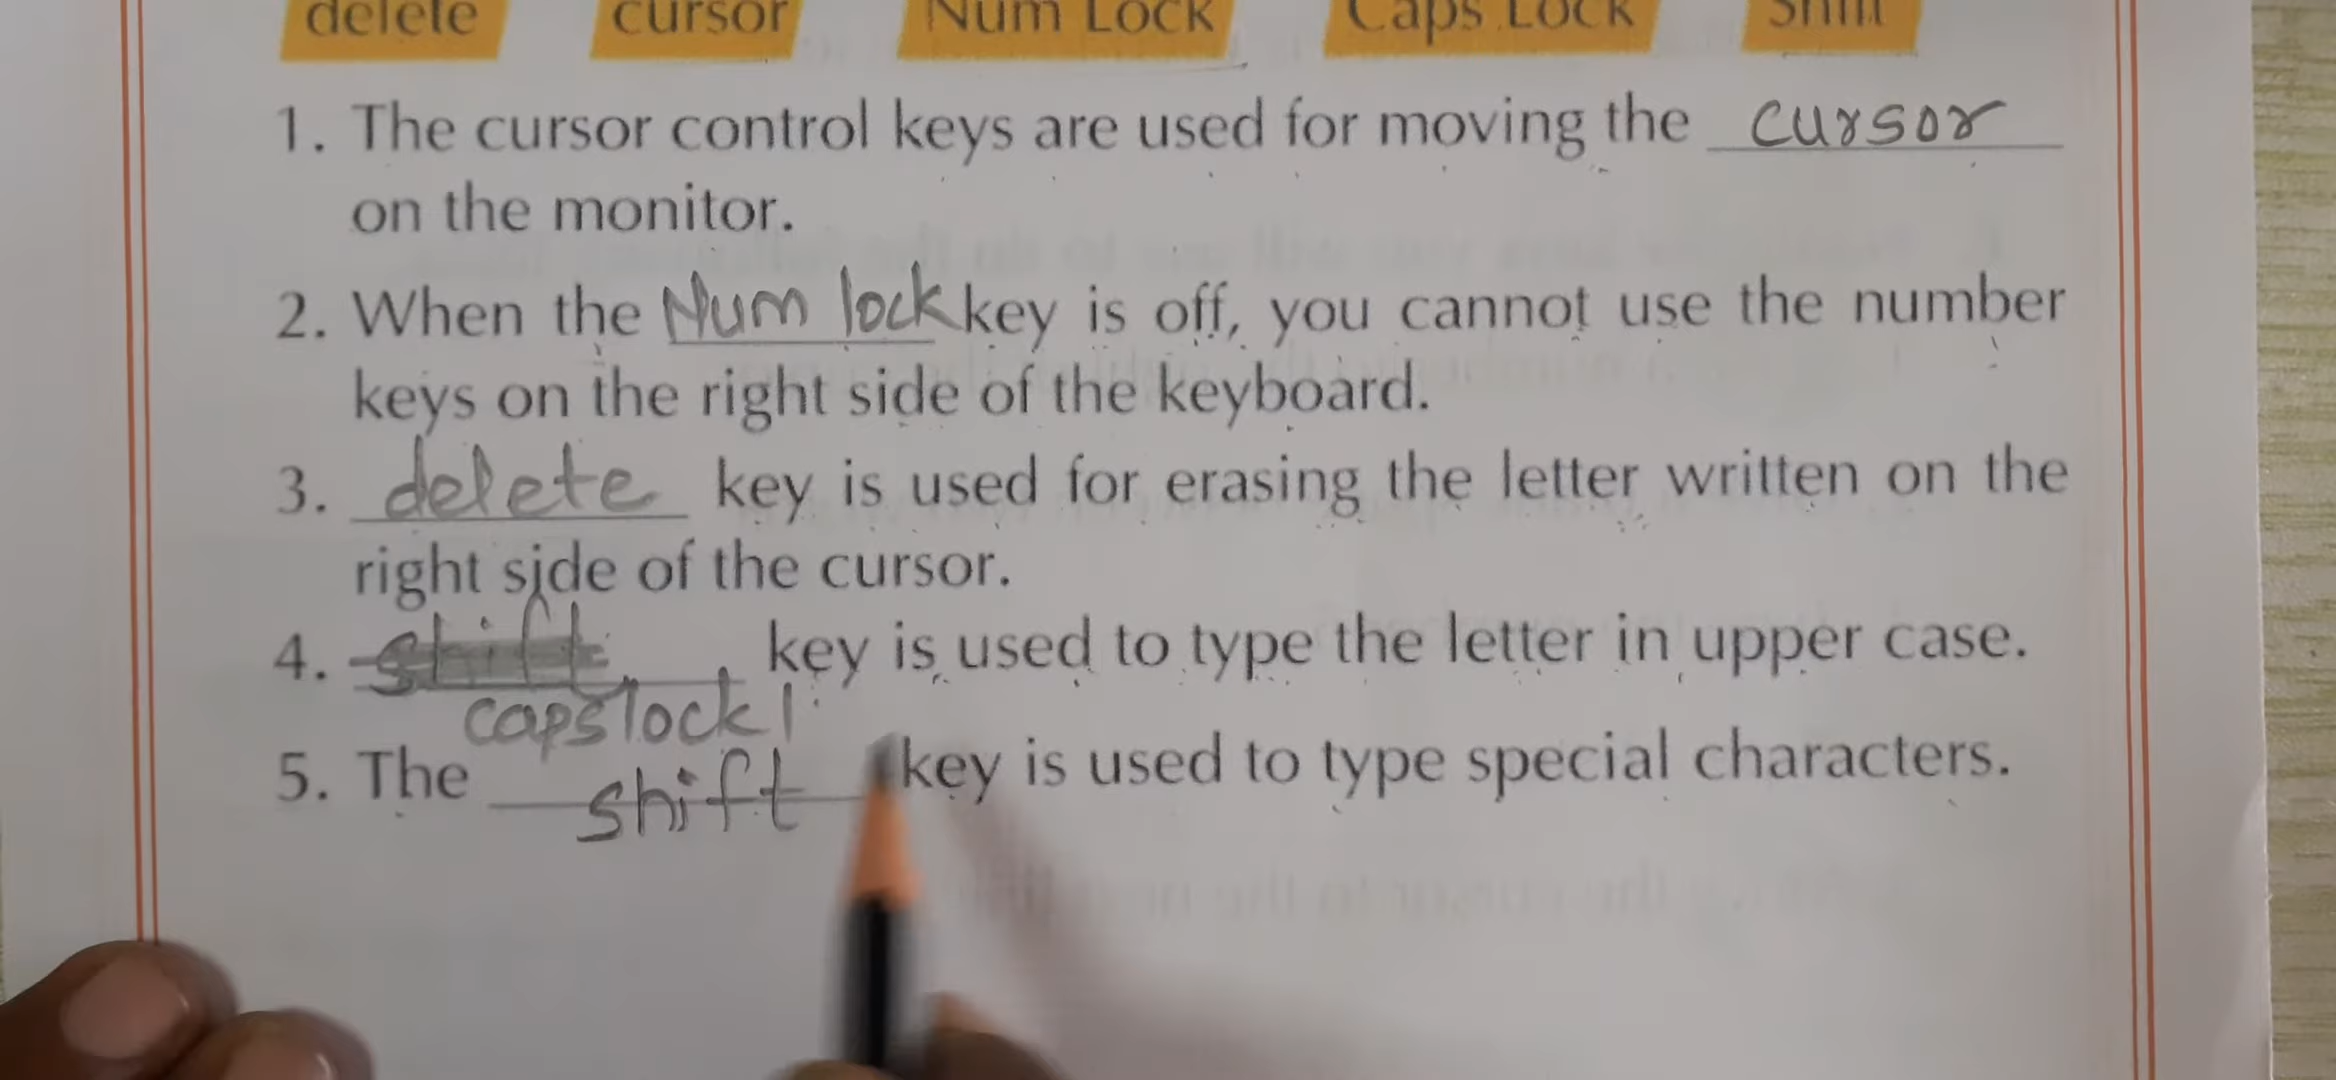 delete cursor Num Lock Caps Lock Shift
1. The cursor control keys are used for moving the cursor
on the monitor.
2. When the Num lock key is off, you cannot use the number
keys on the right side of the keyboard.
3. delete key is used for erasing the letter written on the
right side of the cursor.
4. shift key is used to type the letter in upper case.
capslock
5. The shift key is used to type special characters.